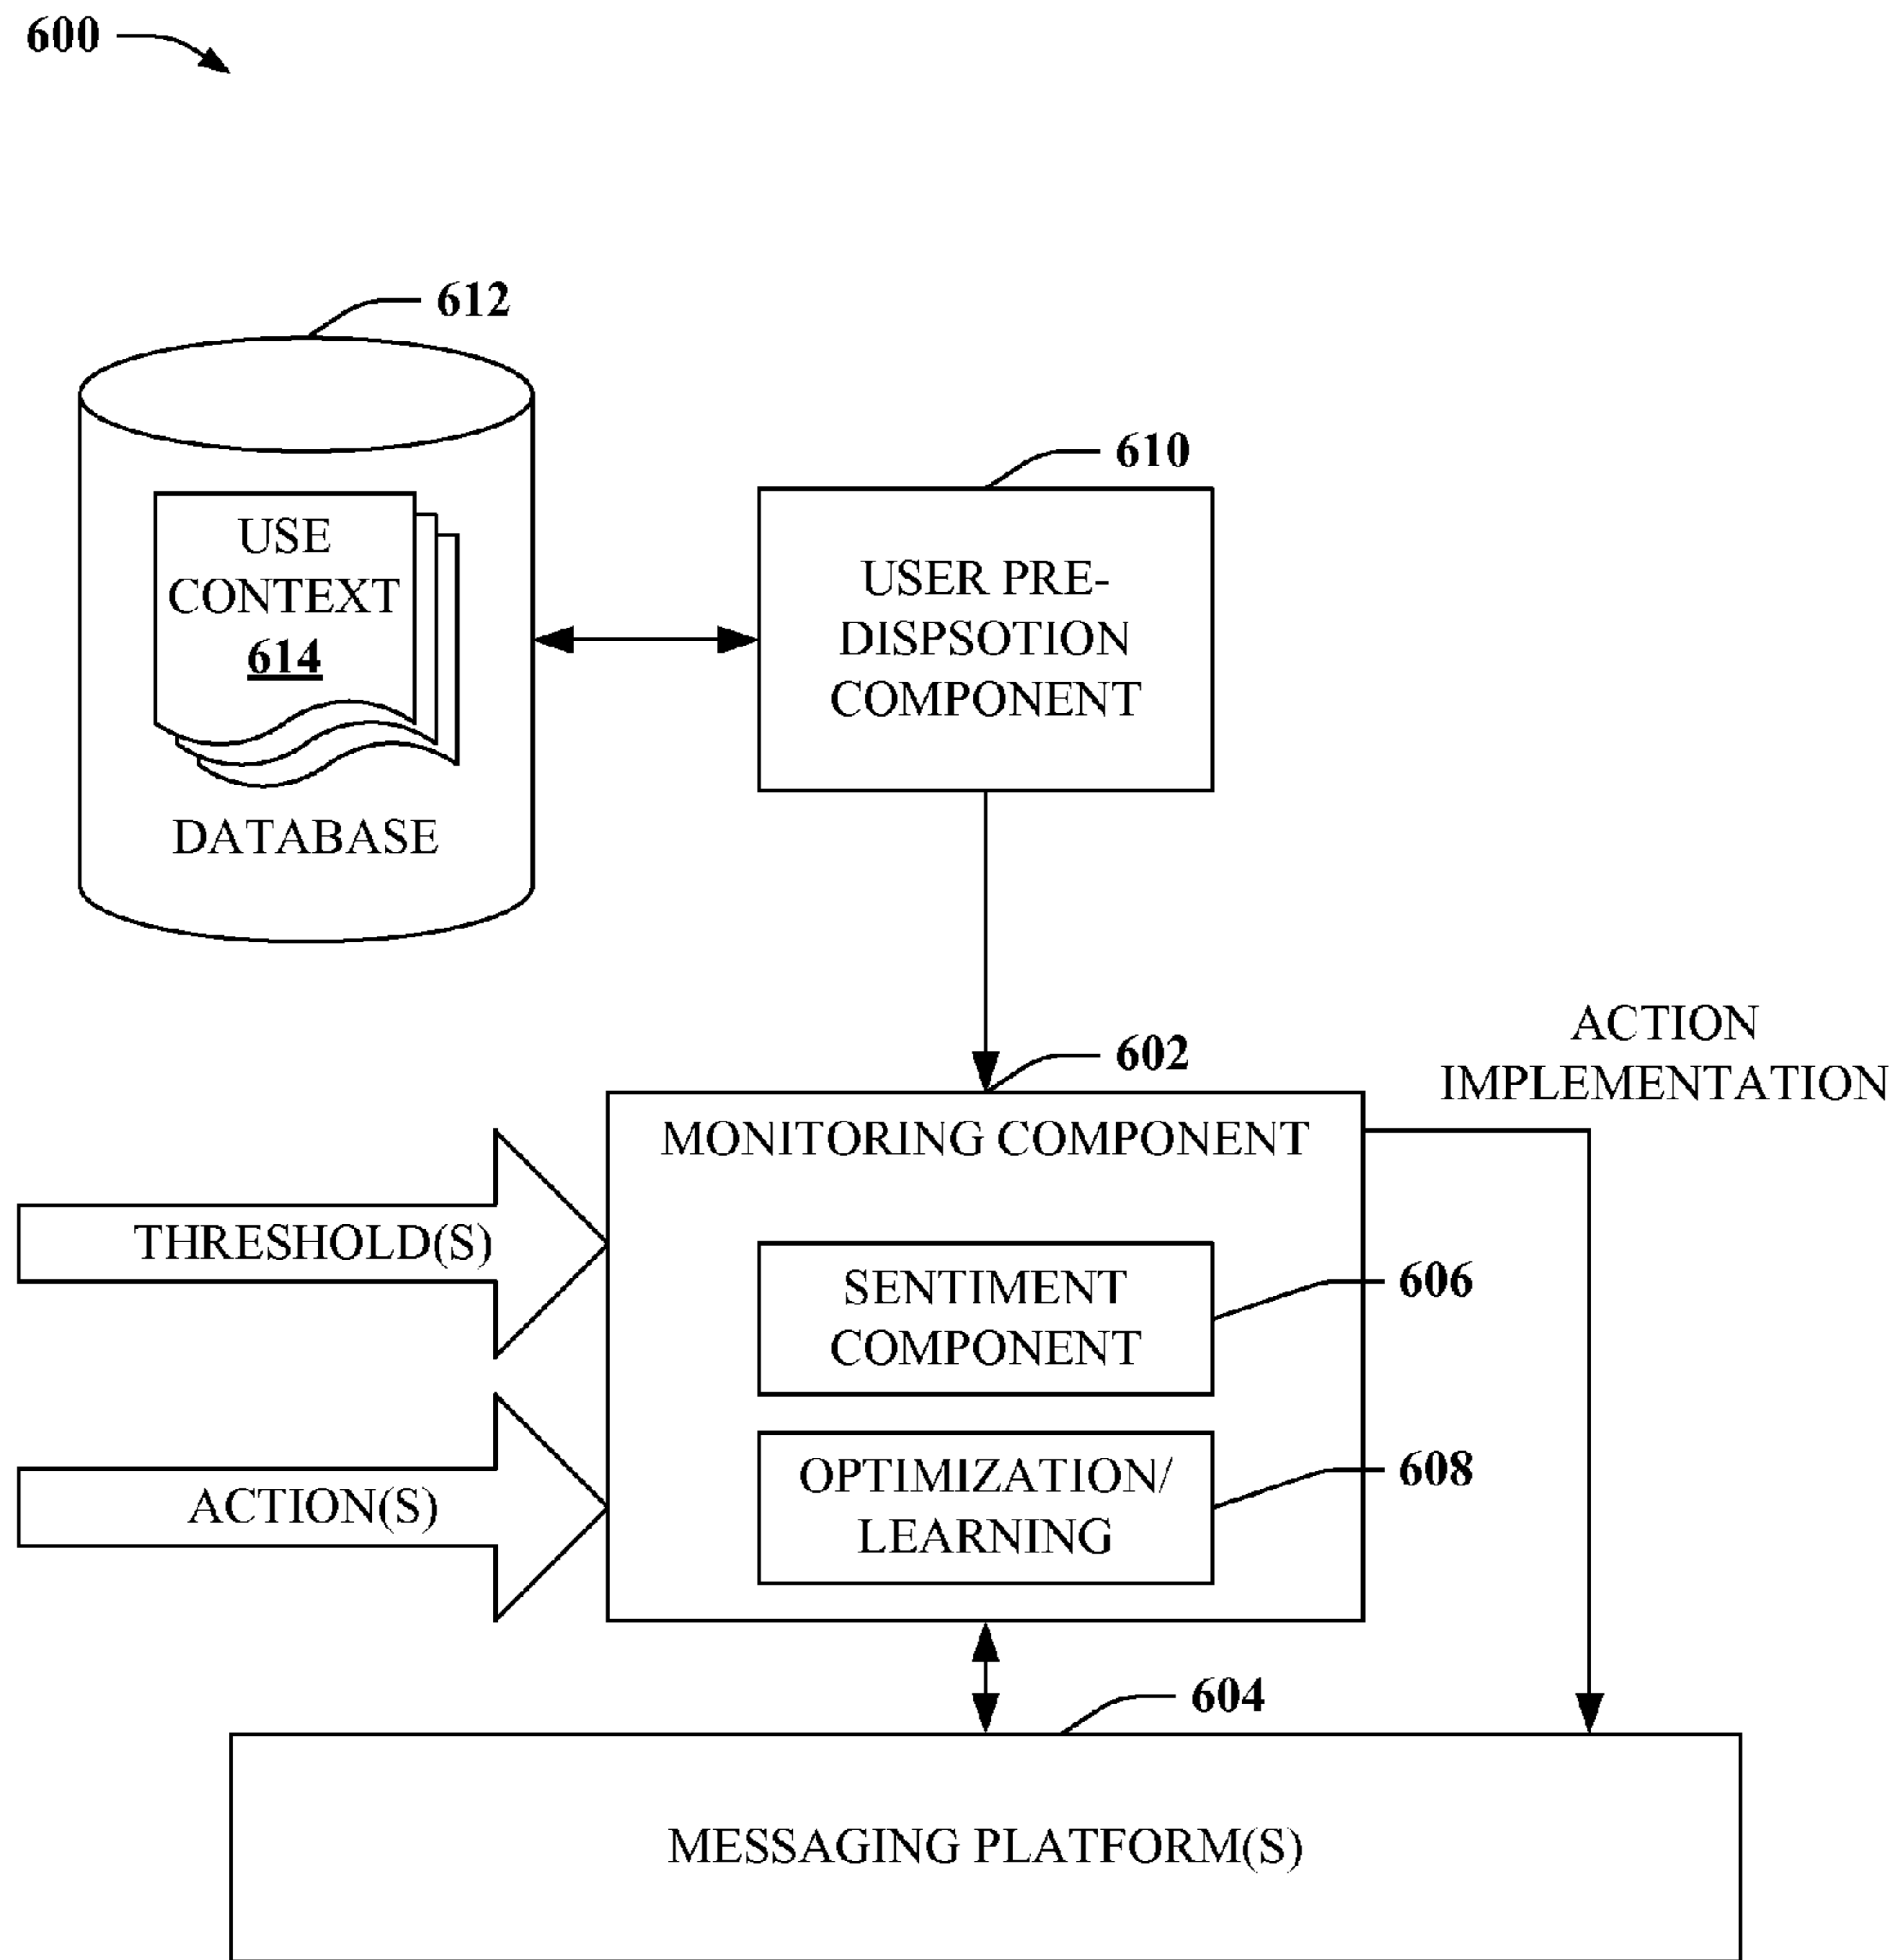 600
612
USE
CONTEXT
614
DATABASE
610
USER PRE-
DISPSOTION
COMPONENT
602
ACTION
IMPLEMENTATION
MONITORING COMPONENT
THRESHOLD(S)
SENTIMENT
COMPONENT
606
ACTION(S)
OPTIMIZATION/
LEARNING
608
604
MESSAGING PLATFORM(S)